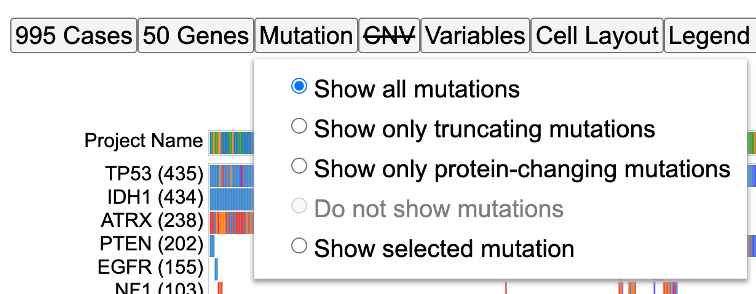 995 Cases 50 Genes Mutation CNV Variables Cell Layout Legend
Show all mutations
Show only truncating mutations
Project Name
Show only protein-changing mutations
TP53 (435)
IDH1 (434)
Do not show mutations
ATRX (238)
PTEN (202)
Show selected mutation
EGFR (155)
NF1 (103)